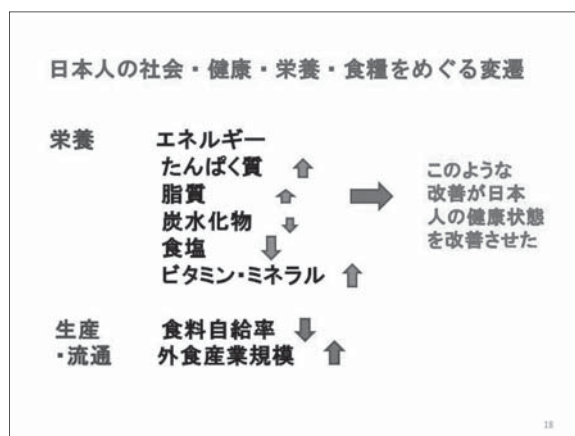 日本人の社会・健康・栄養・食糧をめぐる変遷
栄養
エネルギー
たんぱく質
脂質
炭水化物
食塩
ビタミン・ミネラル
このような
改善が日本
人の健康状態
を改善させた
生産
・流通
食料自給率
外食産業規模
18